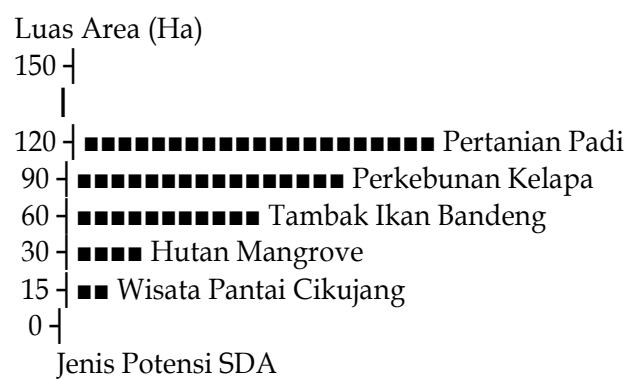 Luas Area (Ha)
150 ┤
┃
120 ┤ ■■■■■■■■■■■■■■■■■■■■■ Pertanian Padi
90 ┤ ■■■■■■■■■■■■■■■■ Perkebunan Kelapa
60 ┤ ■■■■■■■■■■■ Tambak Ikan Bandeng
30 ┤ ■■■■ Hutan Mangrove
15 ┤ ■■ Wisata Pantai Cikujang
0 ┤
Jenis Potensi SDA